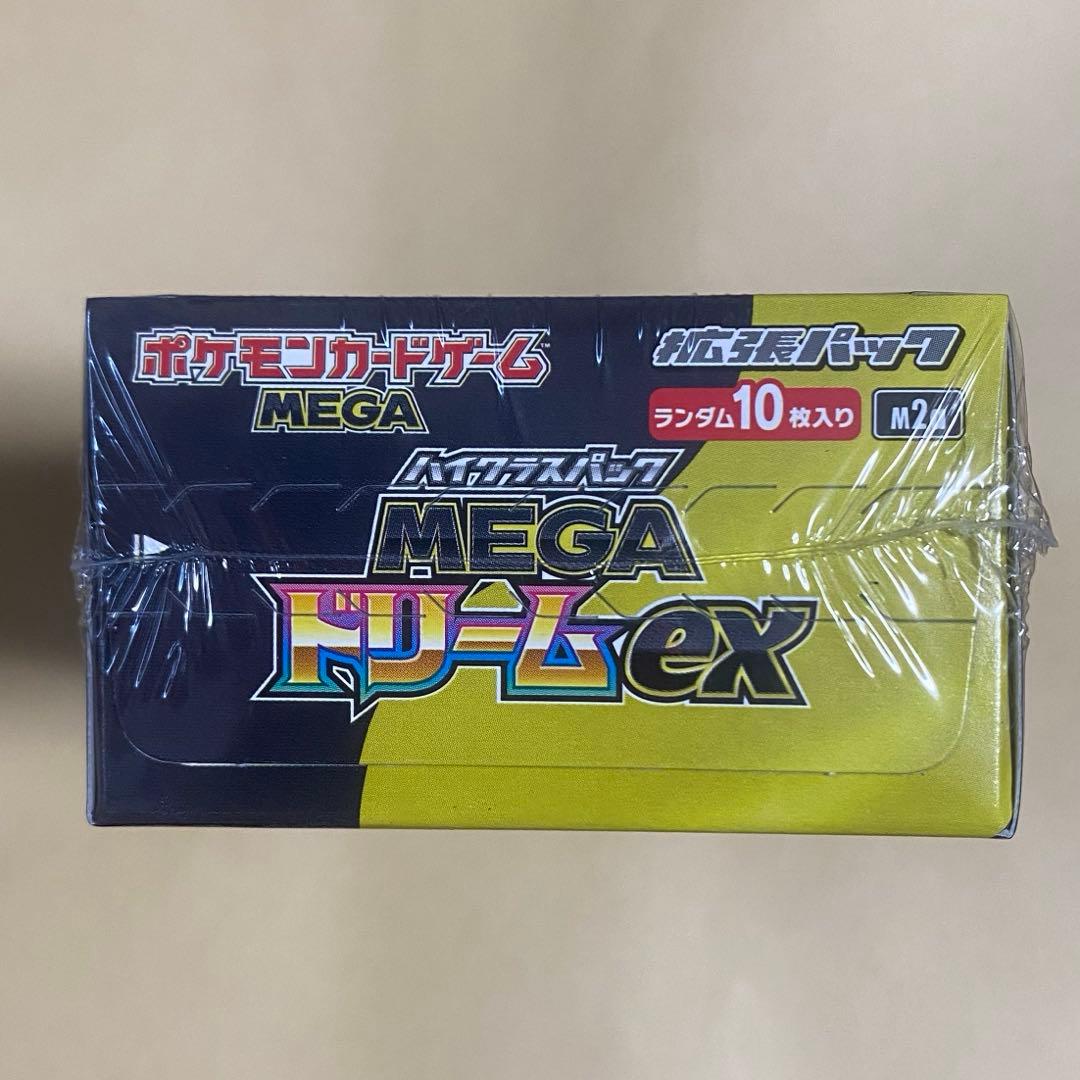 ポケモンカードゲーム™
MEGA
拡張パック
ランダム10枚入り
ハイクラスパック
MEGA
ドリームex